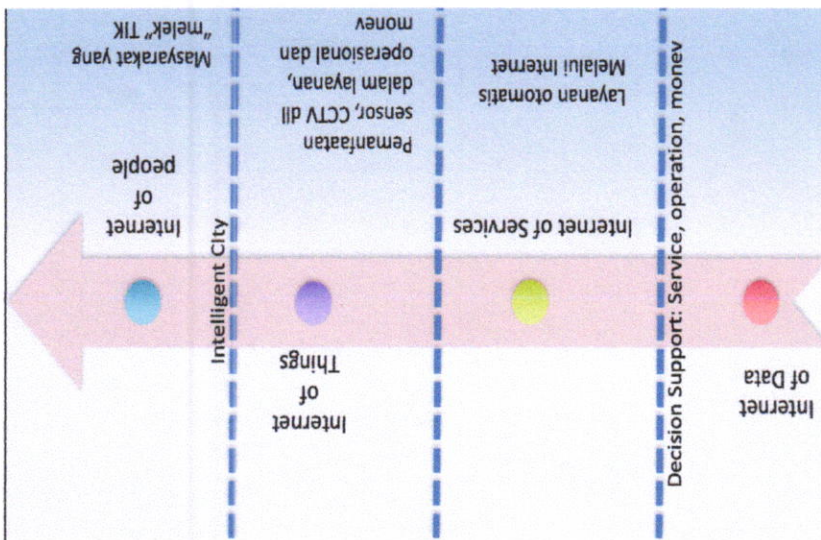 Internet
of Data
Decision Support: Service, operation, monev
Internet of Services
Layanan otomatis
Melalui Internet
Internet
of
Things
Pemanfaatan
sensor, CCTV dll
dalam layanan,
operasional dan
monev
Intelligent CIty
Internet
of
people
Masyarakat yang
“melek” TIK